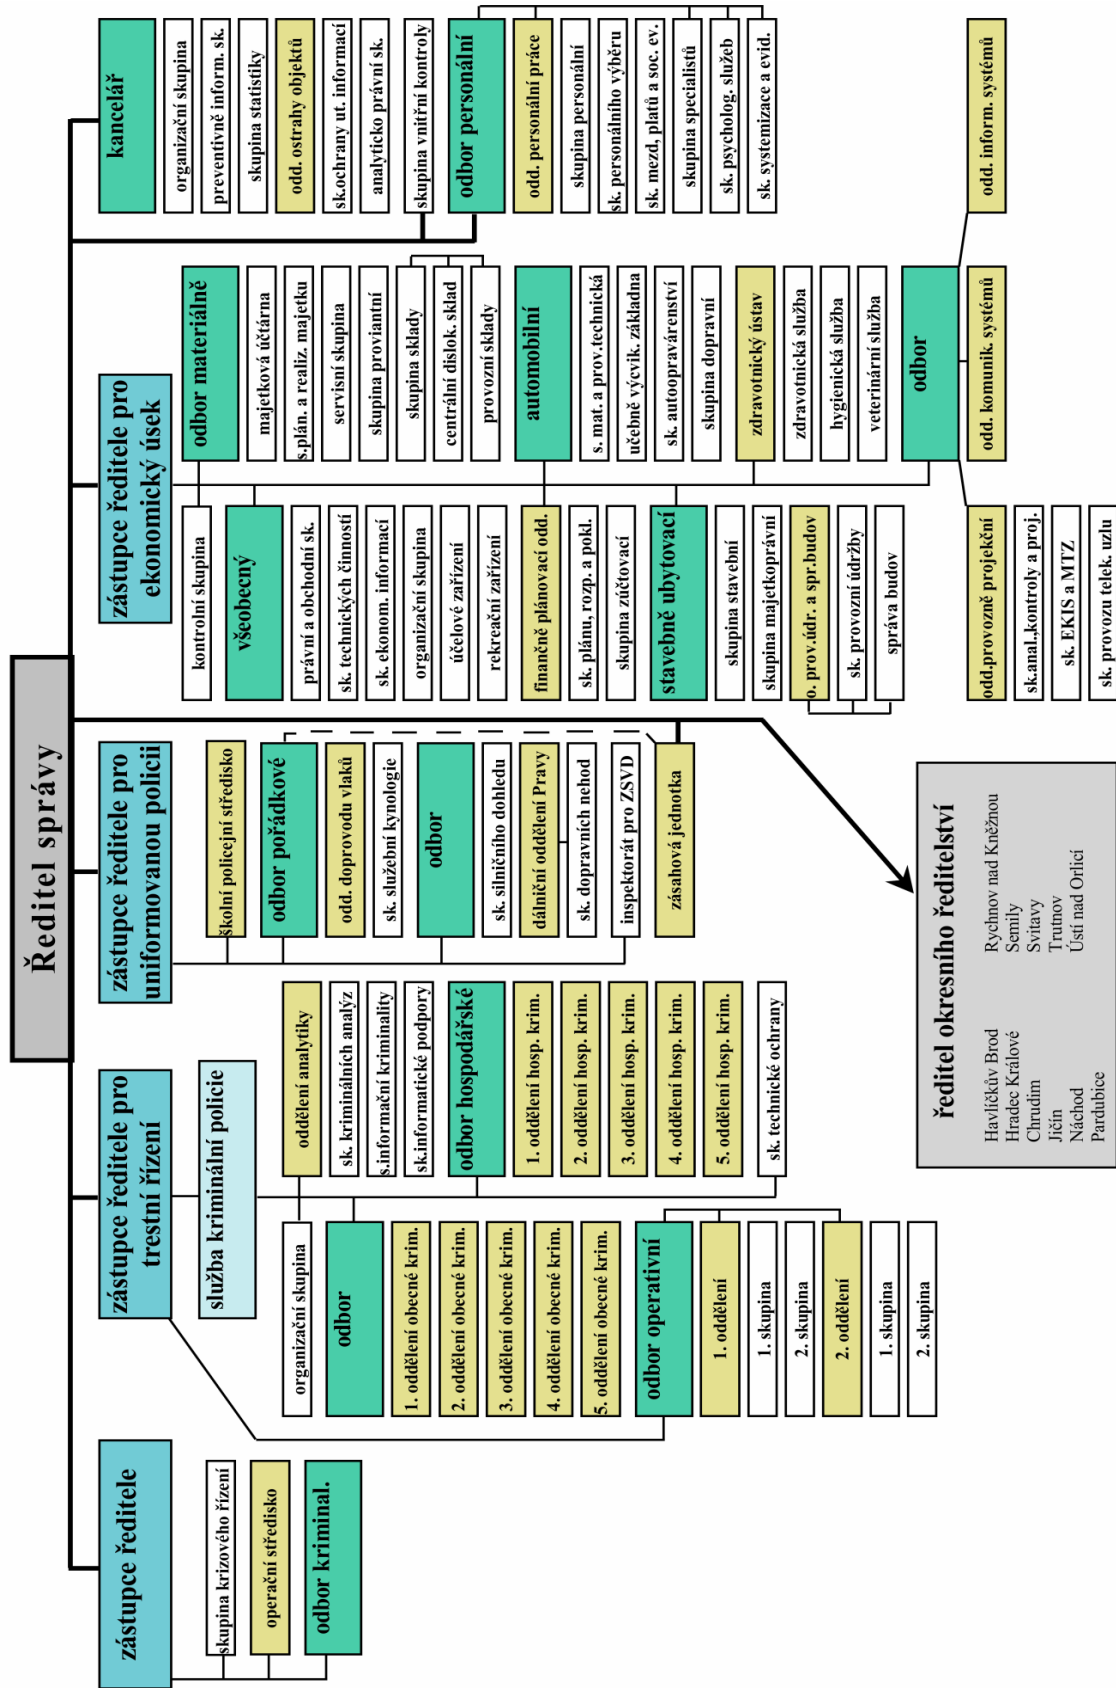 Ředitel správy
zástupce ředitele
skupina krizového řízení
operační středisko
odbor kriminal.
zástupce ředitele pro
trestní řízení
služba kriminální policie
organizační skupina
odbor
1. oddělení obecné krim.
2. oddělení obecné krim.
3. oddělení obecné krim.
4. oddělení obecné krim.
5. oddělení obecné krim.
odbor operativní
1. oddělení
1. skupina
2. skupina
2. oddělení
1. skupina
2. skupina
oddělení analytiky
sk. kriminálních analýz
s.informační kriminality
sk.informatické podpory
odbor hospodářské
1. oddělení hosp. krim.
2. oddělení hosp. krim.
3. oddělení hosp. krim.
4. oddělení hosp. krim.
5. oddělení hosp. krim.
sk. technické ochrany
zástupce ředitele pro
uniformovanou policii
školní policejní středisko
odbor pořádkové
odd. doprovodu vlaků
sk. služební kynologie
odbor
sk. silničního dohledu
dálniční oddělení Pravy
sk. dopravních nehod
inspektorát pro ZSVD
zásahová jednotka
zástupce ředitele pro
ekonomický úsek
kontrolní skupina
všeobecný
právní a obchodní sk.
sk. technických činností
sk. ekonom. informací
organizační skupina
účelové zařízení
rekreační zařízení
finančně plánovací odd.
sk. plánu, rozp. a pokl.
skupina zúčtovací
stavebně ubytovací
skupina stavební
skupina majetkoprávní
o. prov.údr. a spr.budov
sk. provozní údržby
správa budov
odd.provozně projekční
sk.anal.,kontroly a proj.
sk. EKIS a MTZ
sk. provozu telek. uzlu
odbor materiálně
majetková účtárna
s.plán. a realiz. majetku
servisní skupina
skupina proviantní
skupina sklady
centrální dislok. sklad
provozní sklady
automobilní
s. mat. a prov.technická
učebně výcvik. základna
sk. autoopravárenství
skupina dopravní
zdravotnický ústav
zdravotnická služba
hygienická služba
veterinární služba
odbor
odd. komunik. systémů
odd. inform. systémů
kancelář
organizační skupina
preventivně inform. sk.
skupina statistiky
odd. ostrahy objektů
sk.ochrany ut. informací
analyticko právní sk.
skupina vnitřní kontroly
odbor personální
odd. personální práce
skupina personální
sk. personálního výběru
sk. mezd, platů a soc. ev.
skupina specialistů
sk. psycholog. služeb
sk. systemizace a evid.
ředitel okresního ředitelství
Havlíčkův Brod
Hradec Králové
Chrudim
Jičín
Náchod
Pardubice
Rychnov nad Kněžnou
Semily
Svitavy
Trutnov
Ústí nad Orlicí